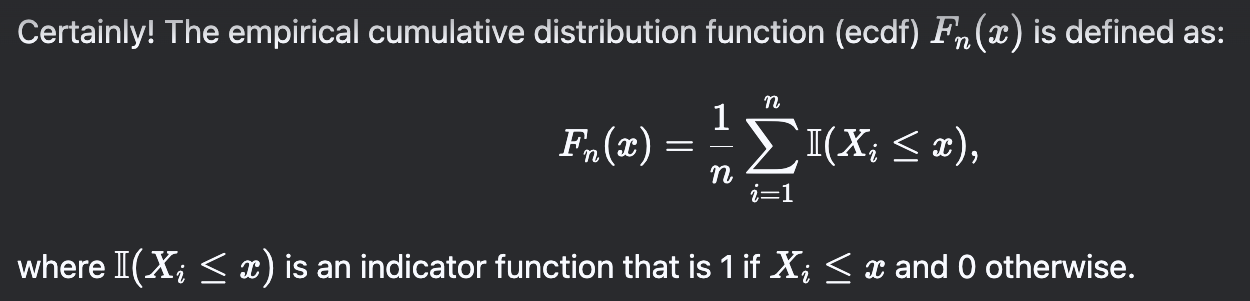 Certainly! The empirical cumulative distribution function (ecdf) Fₙ(x) is defined as:
Fₙ(x) = 1/n ∑ᵢ₌₁ⁿ 𝕀(Xᵢ ≤ x),
where 𝕀(Xᵢ ≤ x) is an indicator function that is 1 if Xᵢ ≤ x and 0 otherwise.